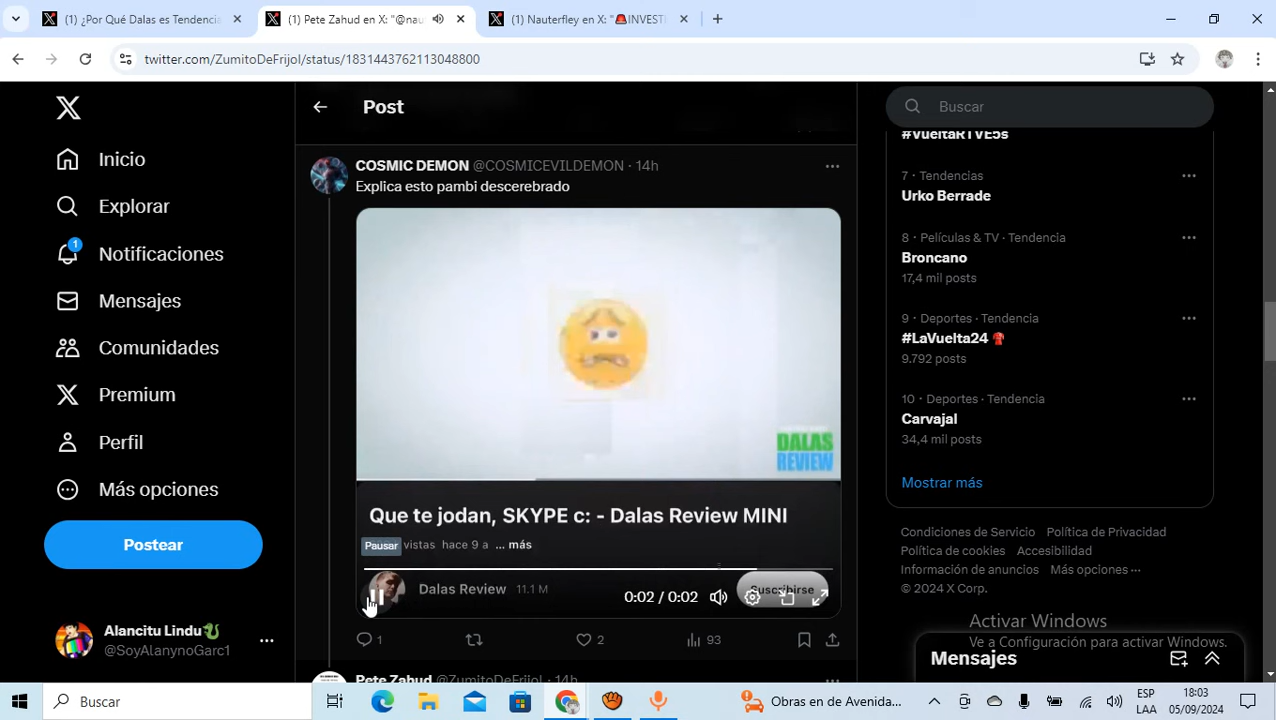 (1) ¿Por Qué Dalas es Tendencia
(1) Pete Zahud en X: "@nau
(1) Nauterfley en X: "🚨INVESTI
twitter.com/ZumitoDeFrijol/status/1831443762113048800
Inicio
Explorar
1
Notificaciones
Mensajes
Comunidades
Premium
Perfil
Más opciones
Postear
Alancitu Lindu🐉
@SoyAlanynoGarc1
Post
COSMIC DEMON @COSMICEVILDEMON · 14h
Explica esto pambi descerebrado
DALAS
REVIEW
Que te jodan, SKYPE c: - Dalas Review MINI
Pausar vistas hace 9 a ... más
Dalas Review 11.1 M
Suscribirse
0:02 / 0:02
1
2
93
Pete Zahud @ZumitoDeFrijol · 14h
Buscar
#VueltaRTVE5s
7 · Tendencias
Urko Berrade
8 · Películas & TV · Tendencia
Broncano
17,4 mil posts
9 · Deportes · Tendencia
#LaVuelta24
9.792 posts
10 · Deportes · Tendencia
Carvajal
34,4 mil posts
Mostrar más
Condiciones de Servicio Política de Privacidad
Política de cookies Accesibilidad
Información de anuncios Más opciones ···
© 2024 X Corp.
Activar Windows
Ve a Configuración para activar Windows.
Mensajes
Buscar
Obras en de Avenida...
ESP
LAA
18:03
05/09/2024